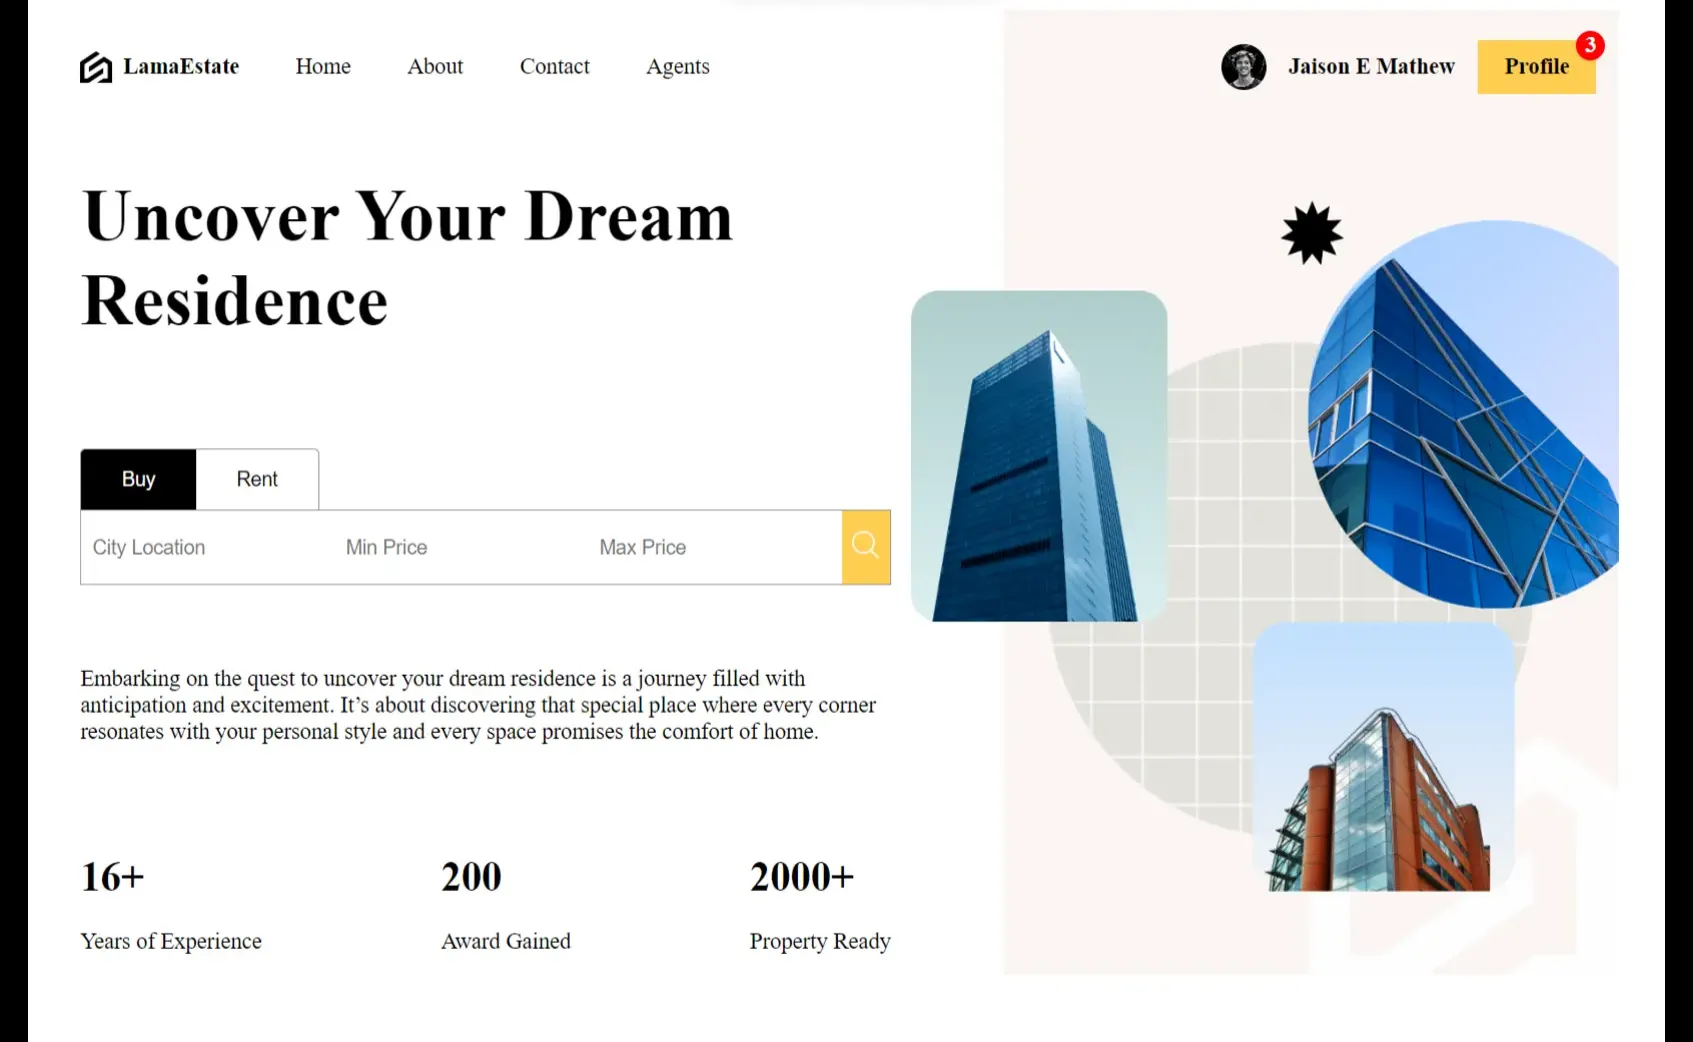 LamaEstate
Home
About
Contact
Agents
Jaison E Mathew
Profile
3
Uncover Your Dream
Residence
Buy
Rent
City Location
Min Price
Max Price
Embarking on the quest to uncover your dream residence is a journey filled with
anticipation and excitement. It’s about discovering that special place where every corner
resonates with your personal style and every space promises the comfort of home.
16+
200
2000+
Years of Experience
Award Gained
Property Ready